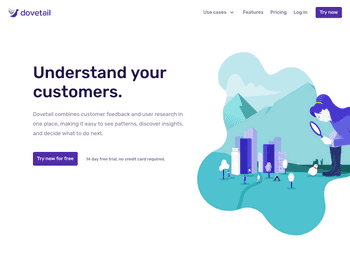 dovetail
Use cases Features Pricing Log in Try now
Understand your
customers.
Dovetail combines customer feedback and user research in
one place, making it easy to see patterns, discover insights,
and decide what to do next.
Try now for free 14 day free trial, no credit card required.